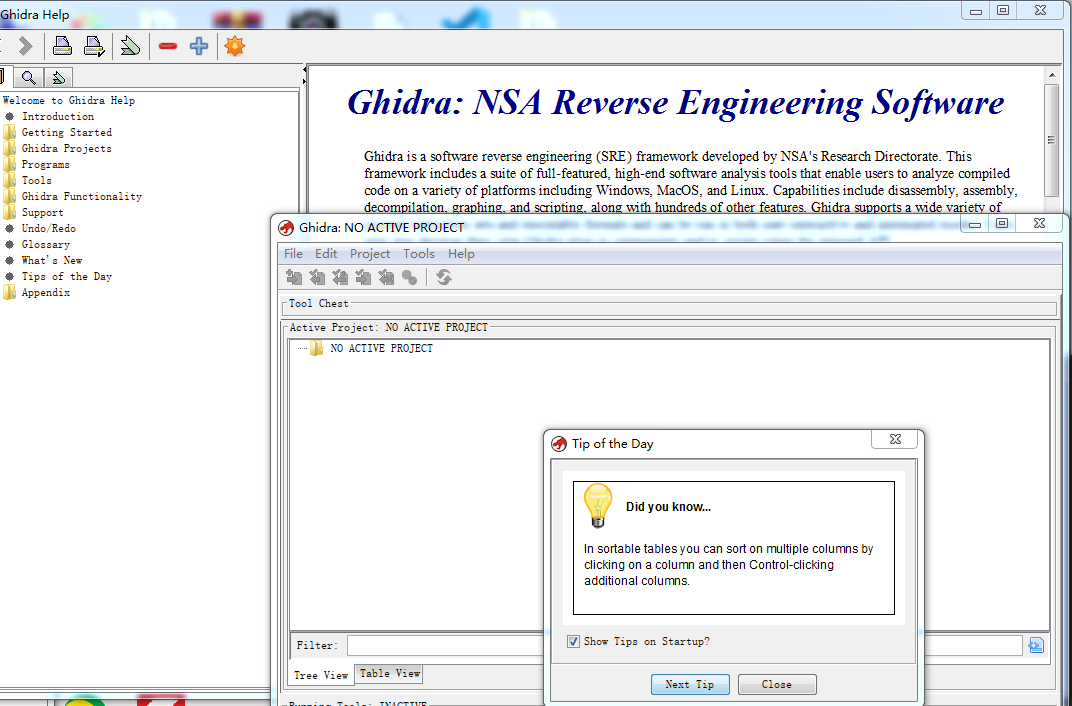 Ghidra Help
Welcome to Ghidra Help
Introduction
Getting Started
Ghidra Projects
Programs
Tools
Ghidra Functionality
Support
Undo/Redo
Glossary
What's New
Tips of the Day
Appendix
Ghidra: NSA Reverse Engineering Software
Ghidra is a software reverse engineering (SRE) framework developed by NSA's Research Directorate. This
framework includes a suite of full-featured, high-end software analysis tools that enable users to analyze compiled
code on a variety of platforms including Windows, MacOS, and Linux. Capabilities include disassembly, assembly,
decompilation, graphing, and scripting, along with hundreds of other features. Ghidra supports a wide variety of
Ghidra: NO ACTIVE PROJECT
File Edit Project Tools Help
Tool Chest
Active Project: NO ACTIVE PROJECT
NO ACTIVE PROJECT
Tip of the Day
Did you know...
In sortable tables you can sort on multiple columns by
clicking on a column and then Control-clicking
additional columns.
Show Tips on Startup?
Next Tip Close
Filter:
Tree View Table View
Running Tools: INACTIVE